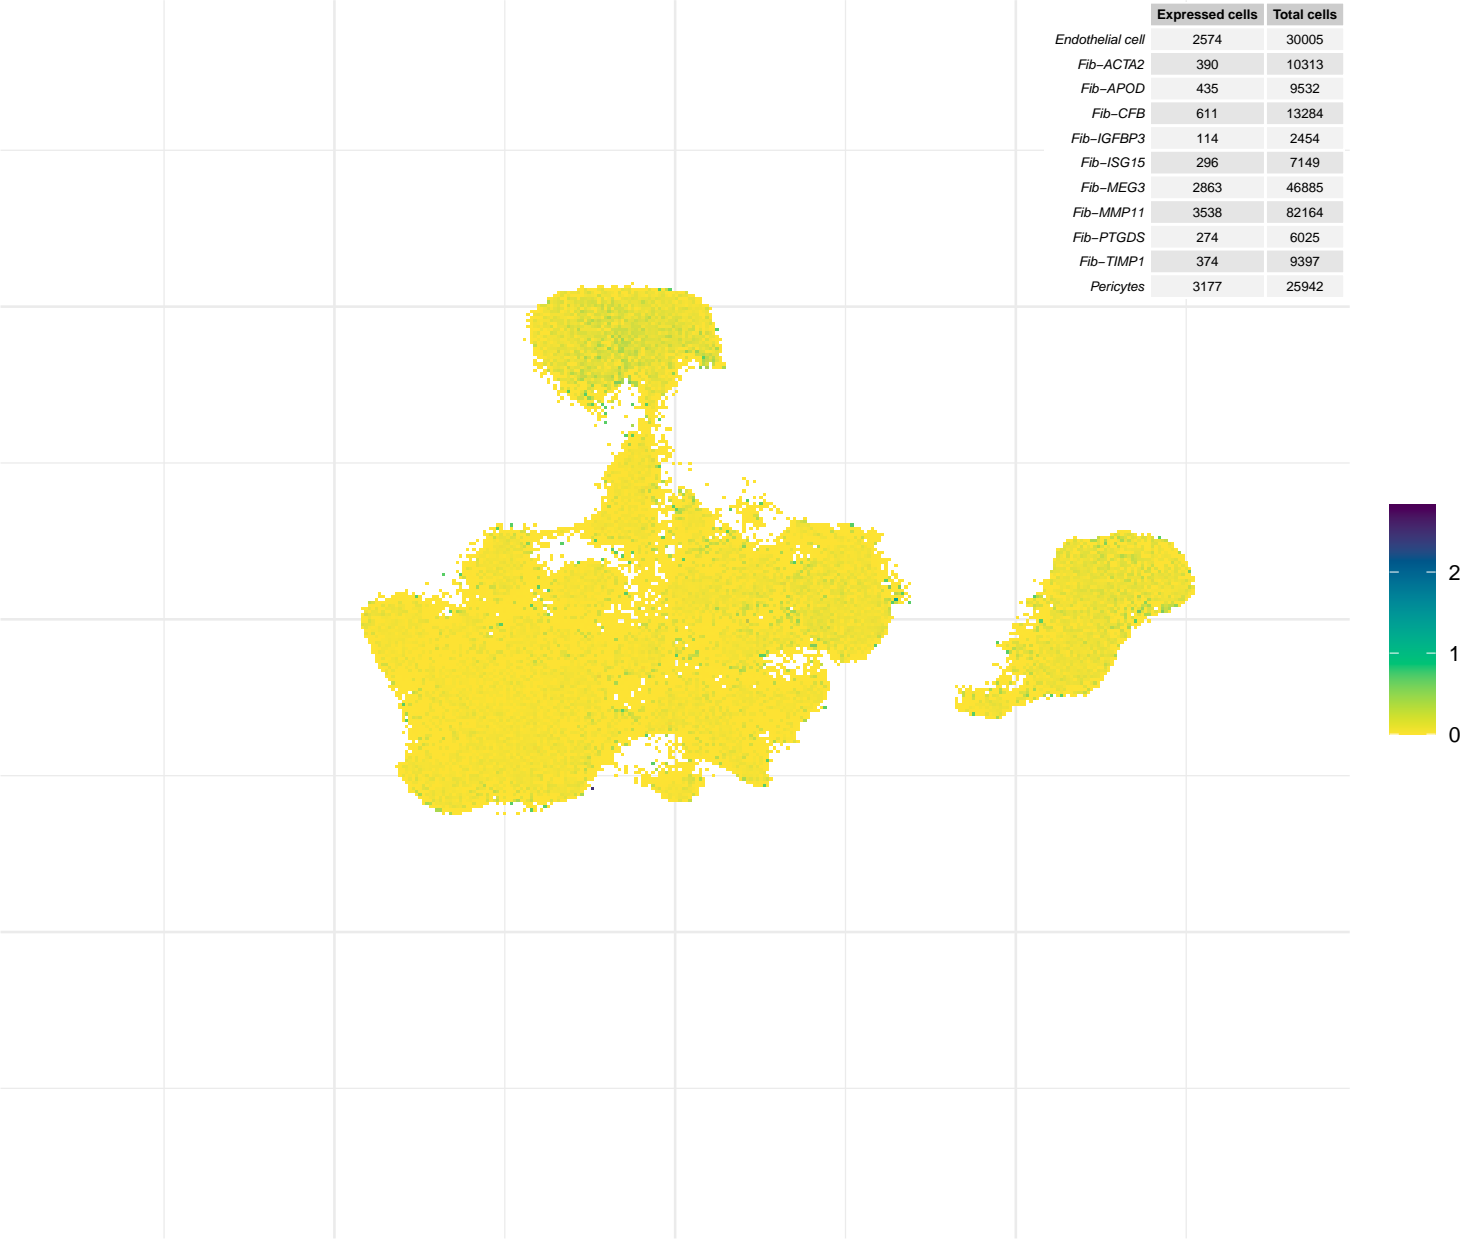 Expressed cells Total cells
Endothelial cell 2574 30005
Fib−ACTA2 390 10313
Fib−APOD 435 9532
Fib−CFB 611 13284
Fib−IGFBP3 114 2454
Fib−ISG15 296 7149
Fib−MEG3 2863 46885
Fib−MMP11 3538 82164
Fib−PTGDS 274 6025
Fib−TIMP1 374 9397
Pericytes 3177 25942
2
1
0